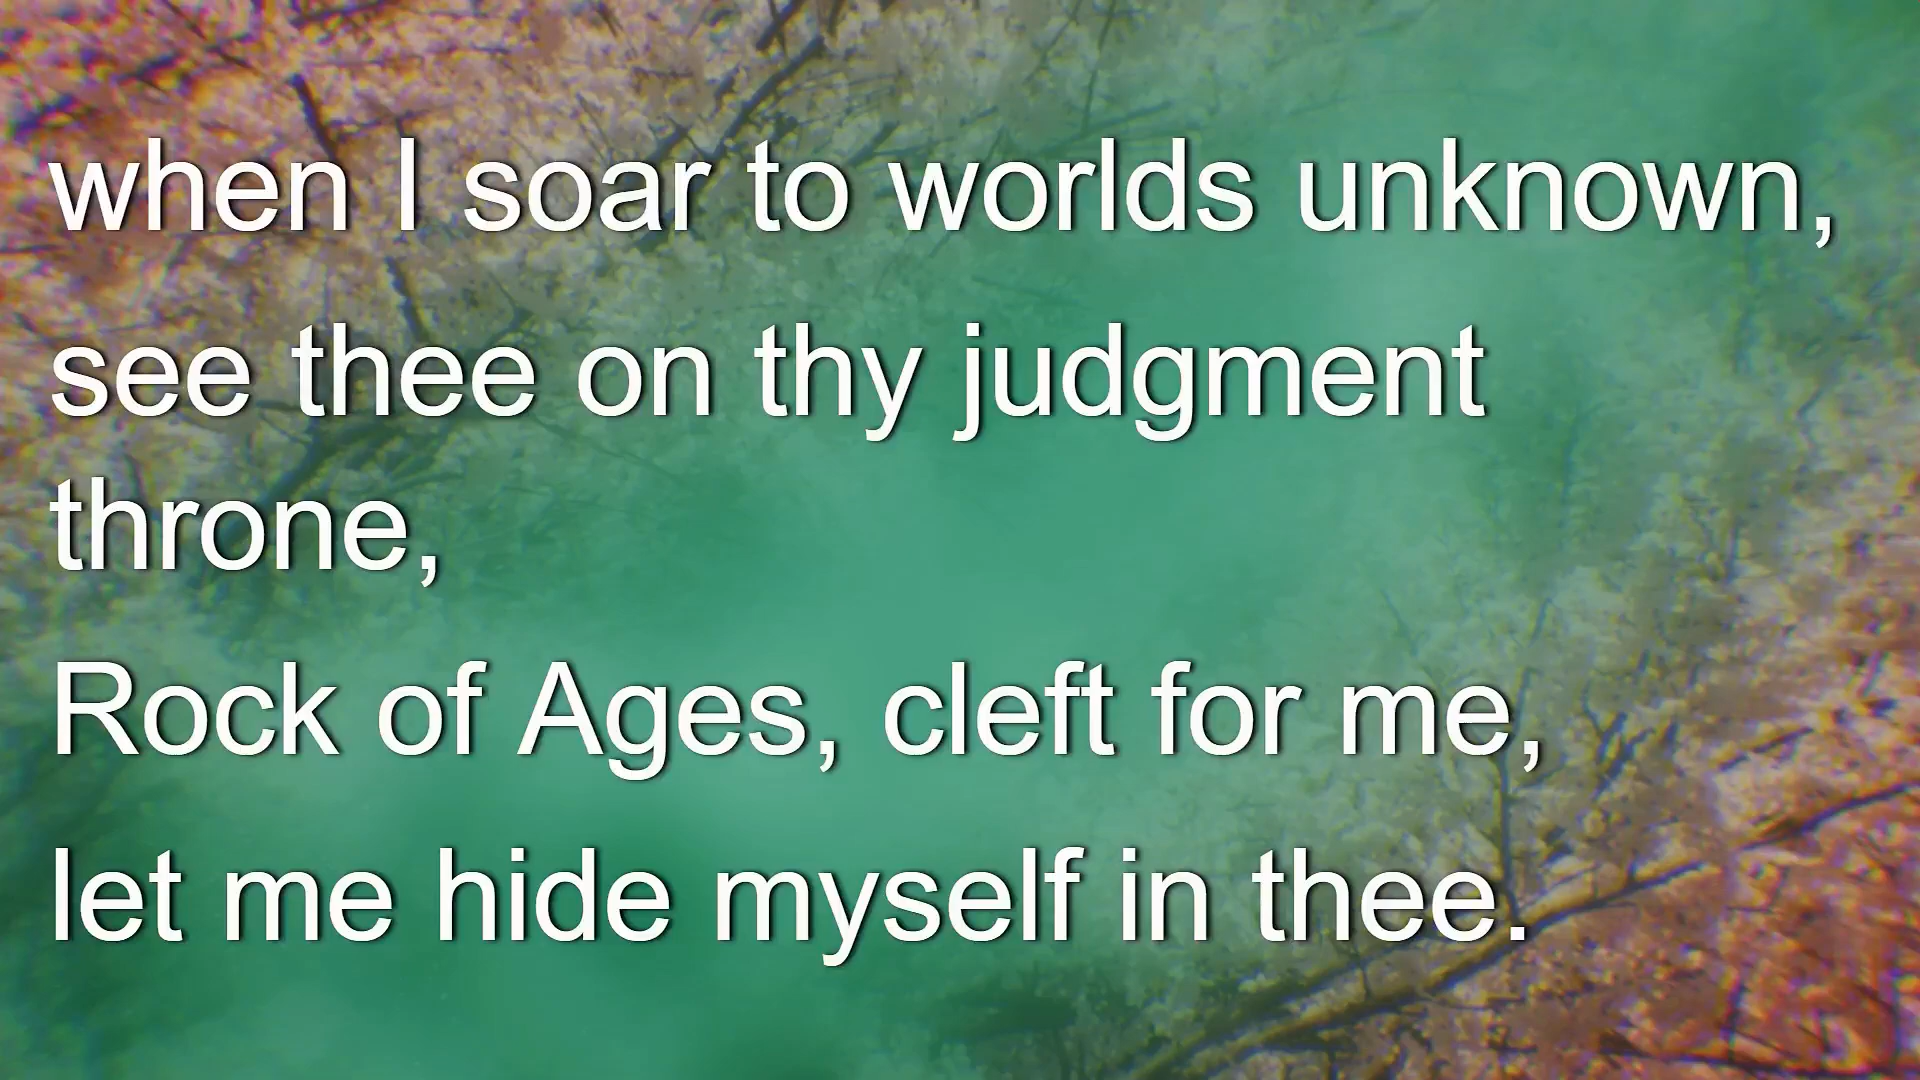 when I soar to worlds unknown,
see thee on thy judgment
throne,
Rock of Ages, cleft for me,
let me hide myself in thee.